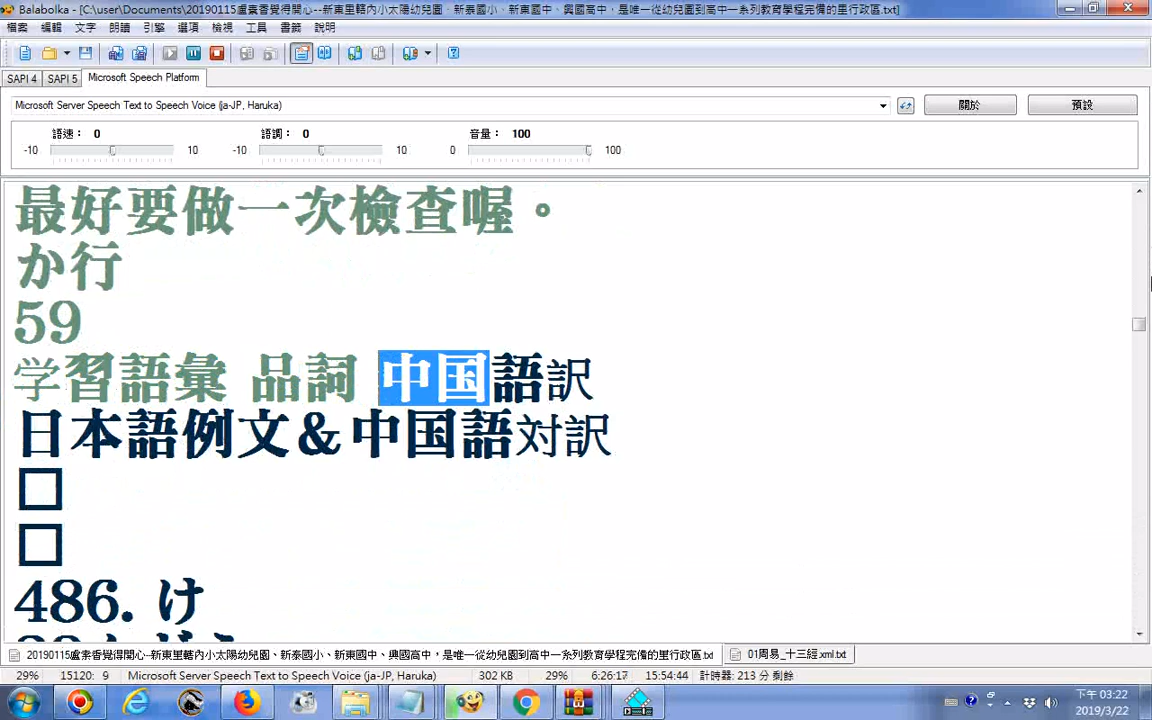 Balabolka - [C:\user\Documents\20190115盧素香覺得開心--新東里轄內小太陽幼兒園、新泰國小、新東國中、興國高中，是唯一從幼兒園到高中一系列教育學程完備的里行政區.txt]
檔案 編輯 文字 朗讀 引擎 選項 檢視 工具 書籤 說明
SAPI 4 SAPI 5 Microsoft Speech Platform
Microsoft Server Speech Text to Speech Voice (ja-JP, Haruka) 關於 預設
語速： 0 語調： 0 音量： 100
-10 10 -10 10 0 100
最好要做一次檢查喔。
か行
59
学習語彙 品詞 中国語訳
日本語例文＆中国語対訳
□
□
486. け
20190115盧素香覺得開心--新東里轄內小太陽幼兒園、新泰國小、新東國中、興國高中，是唯一從幼兒園到高中一系列教育學程完備的里行政區.txt 01周易_十三經.xml.txt
29% 15120: 9 Microsoft Server Speech Text to Speech Voice (ja-JP, Haruka) 302 KB 29% 6:26:17 15:54:44 計時器: 213 分 剩餘
下午 03:22
2019/3/22